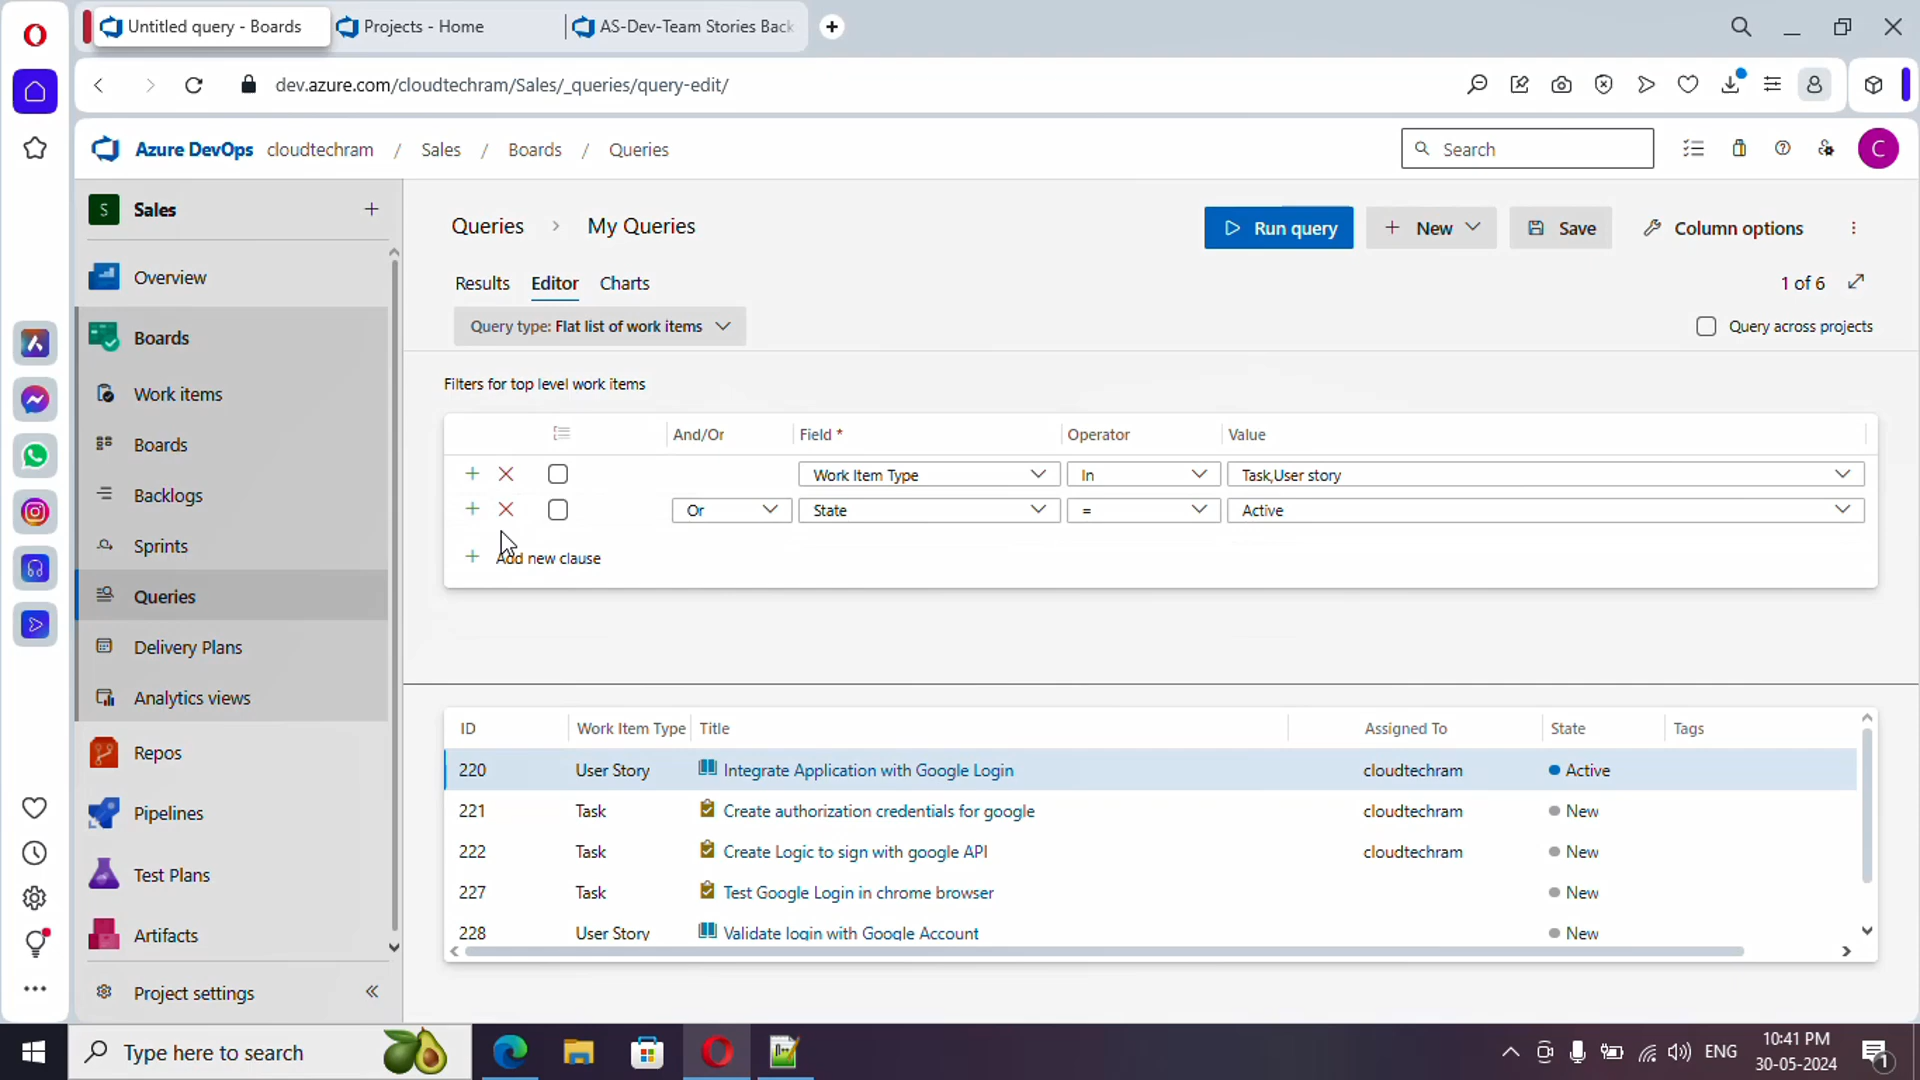 Untitled query - Boards
Projects - Home
AS-Dev-Team Stories Back
dev.azure.com/cloudtechram/Sales/_queries/query-edit/
Azure DevOps cloudtechram / Sales / Boards / Queries
Search
C
S Sales
Overview
Boards
Work items
Boards
Backlogs
Sprints
Queries
Delivery Plans
Analytics views
Repos
Pipelines
Test Plans
Artifacts
Project settings
Queries > My Queries
Run query
New
Save
Column options
Results Editor Charts
1 of 6
Query type: Flat list of work items
Query across projects
Filters for top level work items
And/Or Field * Operator Value
Work Item Type In Task,User story
Or State = Active
Add new clause
ID Work Item Type Title Assigned To State Tags
220 User Story Integrate Application with Google Login cloudtechram Active
221 Task Create authorization credentials for google cloudtechram New
222 Task Create Logic to sign with google API cloudtechram New
227 Task Test Google Login in chrome browser New
228 User Story Validate login with Google Account New
Type here to search
ENG
10:41 PM
30-05-2024
1